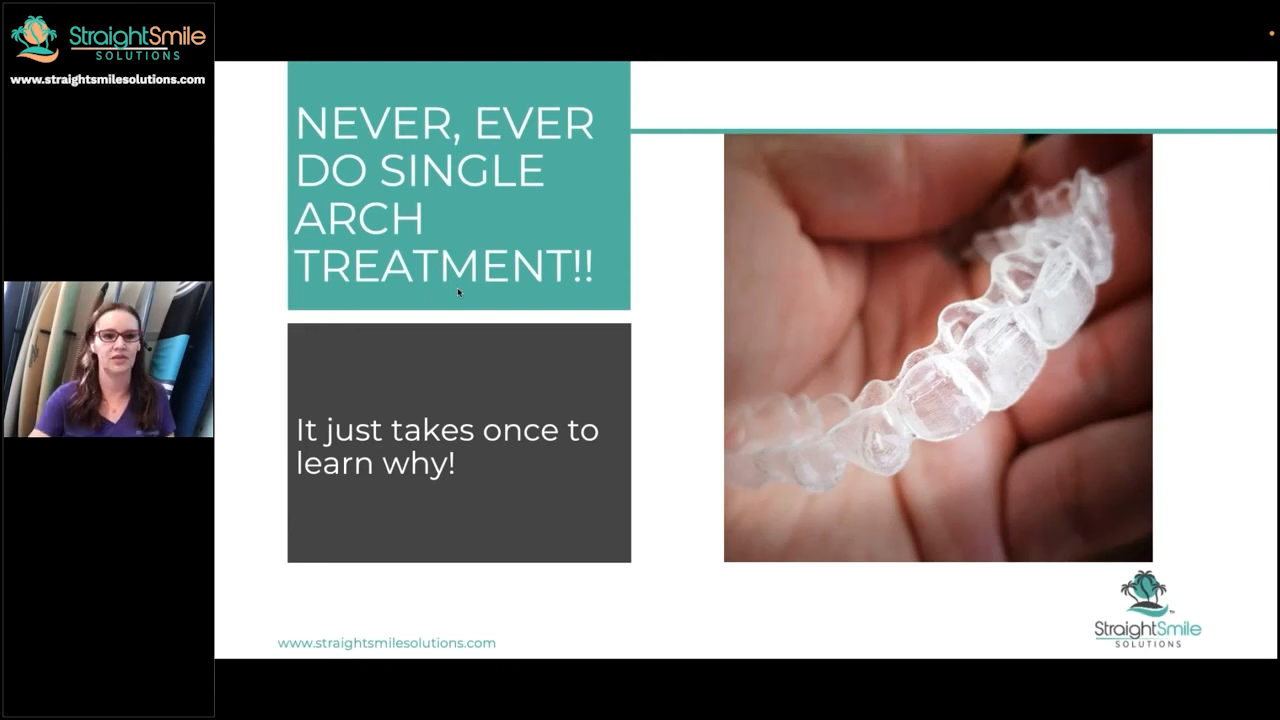 StraightSmile
SOLUTIONS
www.straightsmilesolutions.com
NEVER, EVER
DO SINGLE
ARCH
TREATMENT!!
It just takes once to
learn why!
www.straightsmilesolutions.com
StraightSmile
SOLUTIONS